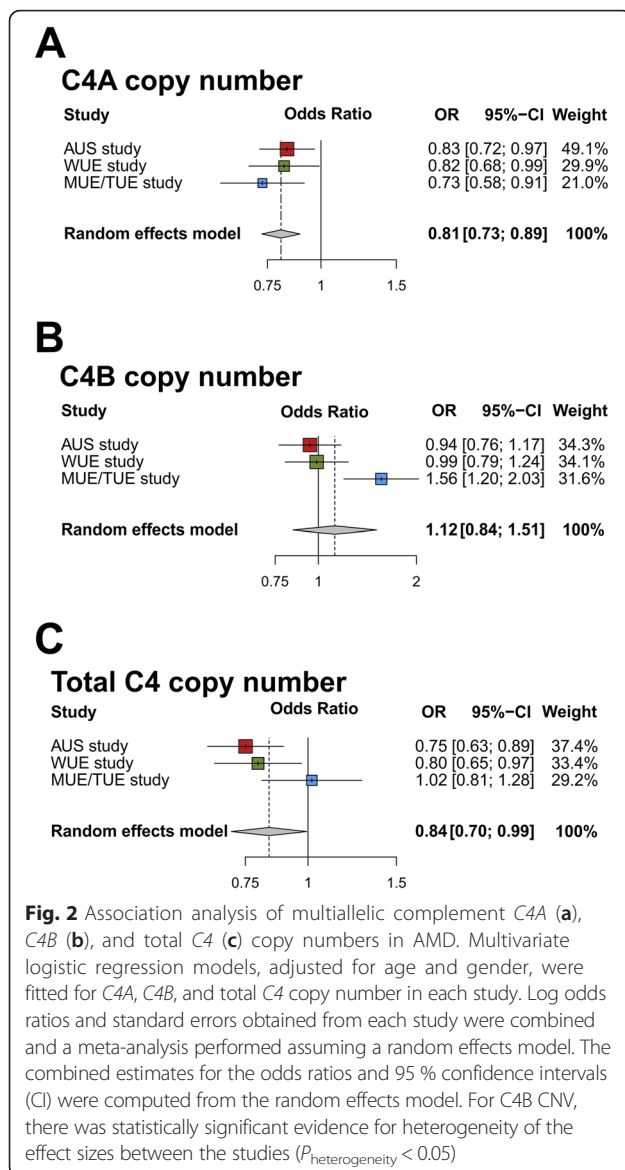 A
C4A copy number
Study Odds Ratio OR 95%−CI Weight
AUS study 0.83 [0.72; 0.97] 49.1%
WUE study 0.82 [0.68; 0.99] 29.9%
MUE/TUE study 0.73 [0.58; 0.91] 21.0%
Random effects model 0.81 [0.73; 0.89] 100%
0.75 1 1.5
B
C4B copy number
Study Odds Ratio OR 95%−CI Weight
AUS study 0.94 [0.76; 1.17] 34.3%
WUE study 0.99 [0.79; 1.24] 34.1%
MUE/TUE study 1.56 [1.20; 2.03] 31.6%
Random effects model 1.12 [0.84; 1.51] 100%
0.75 1 2
C
Total C4 copy number
Study Odds Ratio OR 95%−CI Weight
AUS study 0.75 [0.63; 0.89] 37.4%
WUE study 0.80 [0.65; 0.97] 33.4%
MUE/TUE study 1.02 [0.81; 1.28] 29.2%
Random effects model 0.84 [0.70; 0.99] 100%
0.75 1 1.5
Fig. 2 Association analysis of multiallelic complement C4A (a),
C4B (b), and total C4 (c) copy numbers in AMD. Multivariate
logistic regression models, adjusted for age and gender, were
fitted for C4A, C4B, and total C4 copy number in each study. Log odds
ratios and standard errors obtained from each study were combined
and a meta-analysis performed assuming a random effects model. The
combined estimates for the odds ratios and 95 % confidence intervals
(CI) were computed from the random effects model. For C4B CNV,
there was statistically significant evidence for heterogeneity of the
effect sizes between the studies (Pheterogeneity < 0.05)